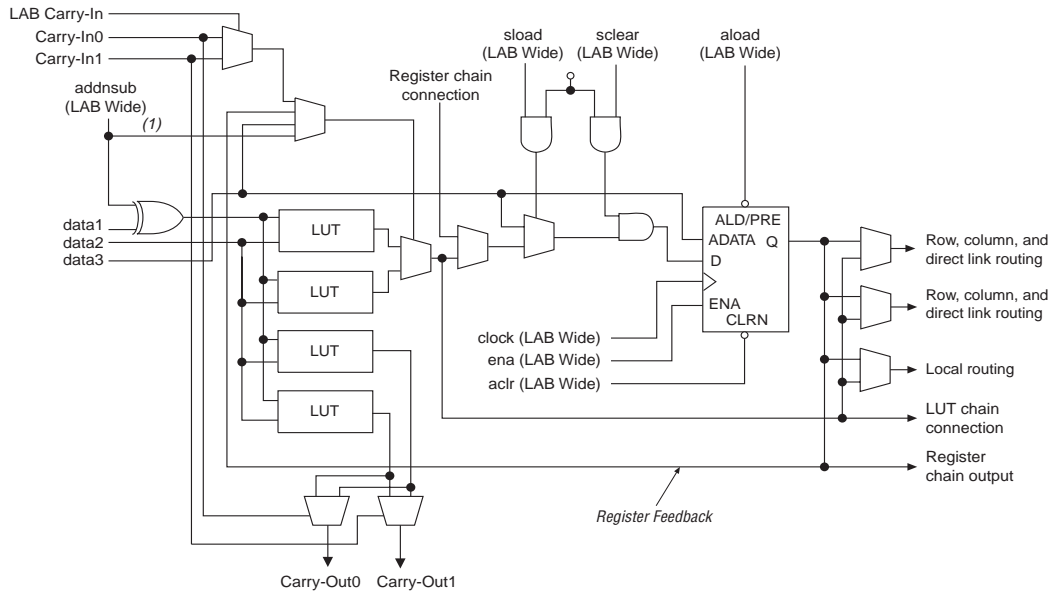 LAB Carry-In
Carry-In0
Carry-In1
addnsub
(LAB Wide)
(1)
data1
data2
data3
Register chain
connection
sload
(LAB Wide)
sclear
(LAB Wide)
aload
(LAB Wide)
LUT
LUT
LUT
LUT
ALD/PRE
ADATA
Q
D
ENA
CLRN
clock (LAB Wide)
ena (LAB Wide)
aclr (LAB Wide)
Row, column, and
direct link routing
Row, column, and
direct link routing
Local routing
LUT chain
connection
Register
chain output
Register Feedback
Carry-Out0
Carry-Out1